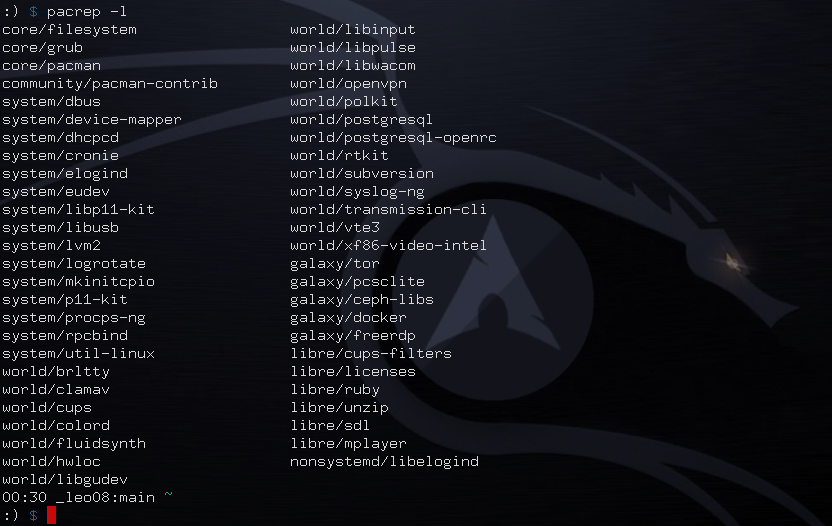 :) $ pacrep -l
core/filesystem world/libinput
core/grub world/libpulse
core/pacman world/libwacom
community/pacman-contrib world/openvpn
system/dbus world/polkit
system/device-mapper world/postgresql
system/dhcpcd world/postgresql-openrc
system/cronie world/rtkit
system/elogind world/subversion
system/eudev world/syslog-ng
system/libp11-kit world/transmission-cli
system/libusb world/vte3
system/lvm2 world/xf86-video-intel
system/logrotate galaxy/tor
system/mkinitcpio galaxy/pcsclite
system/p11-kit galaxy/ceph-libs
system/procps-ng galaxy/docker
system/rpcbind galaxy/freerdp
system/util-linux libre/cups-filters
world/brltty libre/licenses
world/clamav libre/ruby
world/cups libre/unzip
world/colord libre/sdl
world/fluidsynth libre/mplayer
world/hwloc nonsystemd/libelogind
world/libgudev
00:30 _leo08:main ~
:) $